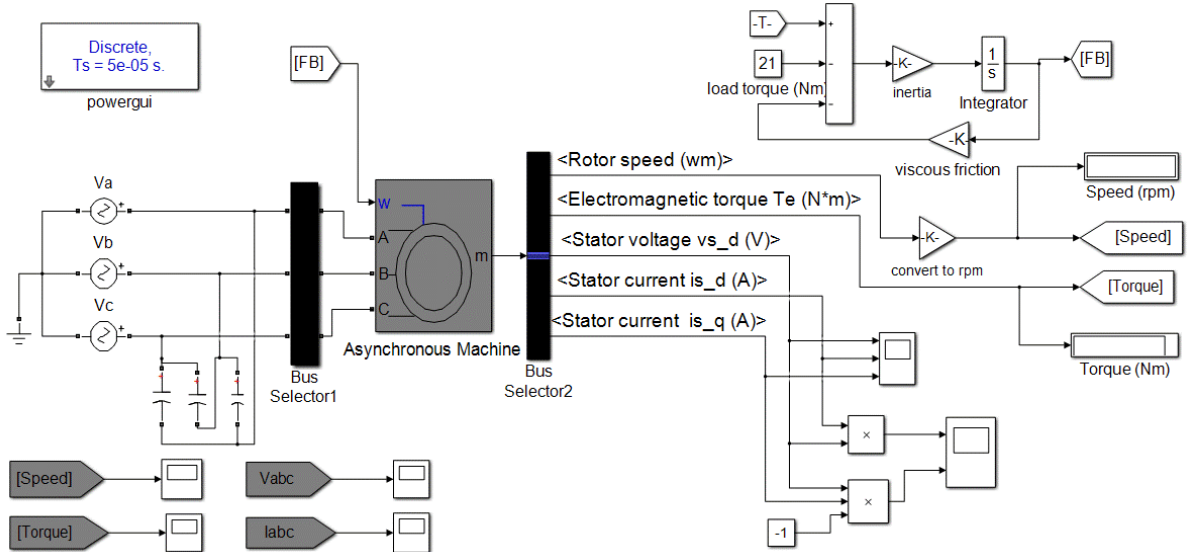 Discrete,
Ts = 5e-05 s.
powergui
[FB]
-T-
+
21
-
-
load torque (Nm)
-K-
inertia
1
s
Integrator
[FB]
-K-
viscous friction
Va
+
Vb
+
Vc
+
w
A
B
C
m
Asynchronous Machine
Bus
Selector1
+
+
+
<Rotor speed (wm)>
<Electromagnetic torque Te (N*m)>
<Stator voltage vs_d (V)>
<Stator current is_d (A)>
<Stator current is_q (A)>
Bus
Selector2
-K-
convert to rpm
Speed (rpm)
[Speed]
[Torque]
Torque (Nm)
×
×
-1
[Speed]
Vabc
[Torque]
Iabc